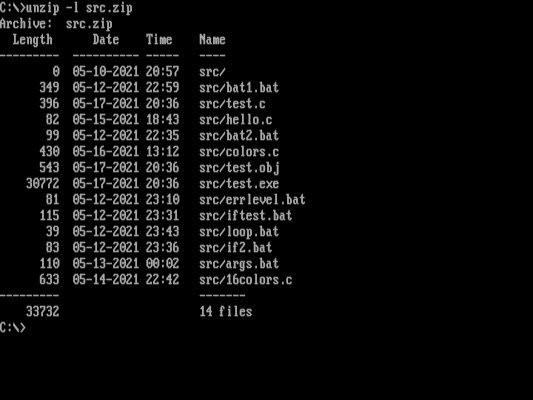 C:\>unzip -l src.zip
Archive:  src.zip
  Length      Date    Time    Name
---------  ---------- -----   ----
        0  05-10-2021 20:57   src/
      349  05-12-2021 22:59   src/bat1.bat
      396  05-17-2021 20:36   src/test.c
       82  05-15-2021 18:43   src/hello.c
       99  05-12-2021 22:35   src/bat2.bat
      430  05-16-2021 13:12   src/colors.c
      543  05-17-2021 20:36   src/test.obj
    30772  05-17-2021 20:36   src/test.exe
       81  05-12-2021 23:10   src/errlevel.bat
      115  05-12-2021 23:31   src/iftest.bat
       39  05-12-2021 23:43   src/loop.bat
       83  05-12-2021 23:36   src/if2.bat
      110  05-13-2021 00:02   src/args.bat
      633  05-14-2021 22:42   src/16colors.c
---------                     -------
    33732                     14 files
C:\>